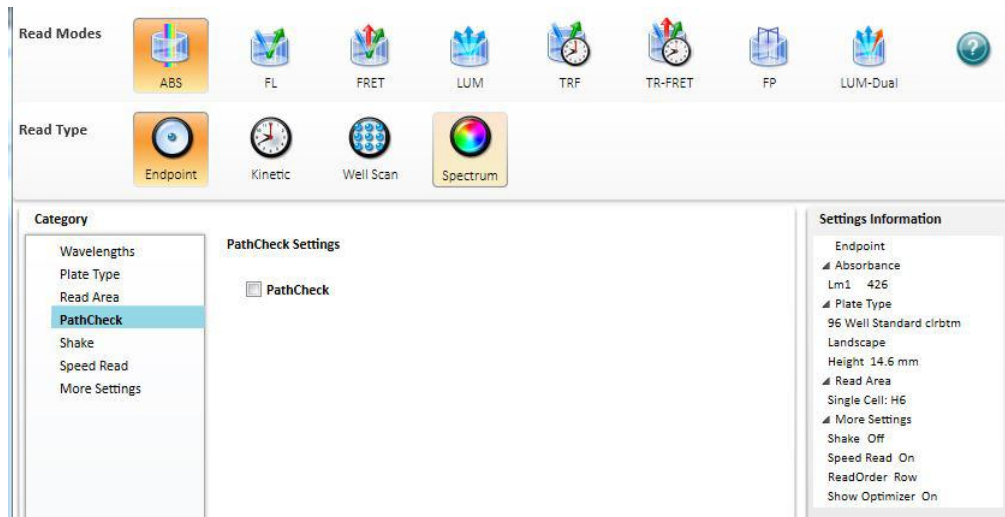 Read Modes
ABS FL FRET LUM TRF TR-FRET FP LUM-Dual ?
Read Type
Endpoint Kinetic Well Scan Spectrum
Category
Wavelengths
Plate Type
Read Area
PathCheck
Shake
Speed Read
More Settings
PathCheck Settings
PathCheck
Settings Information
Endpoint
Absorbance
Lm1 426
Plate Type
96 Well Standard clrbtm
Landscape
Height 14.6 mm
Read Area
Single Cell: H6
More Settings
Shake Off
Speed Read On
ReadOrder Row
Show Optimizer On